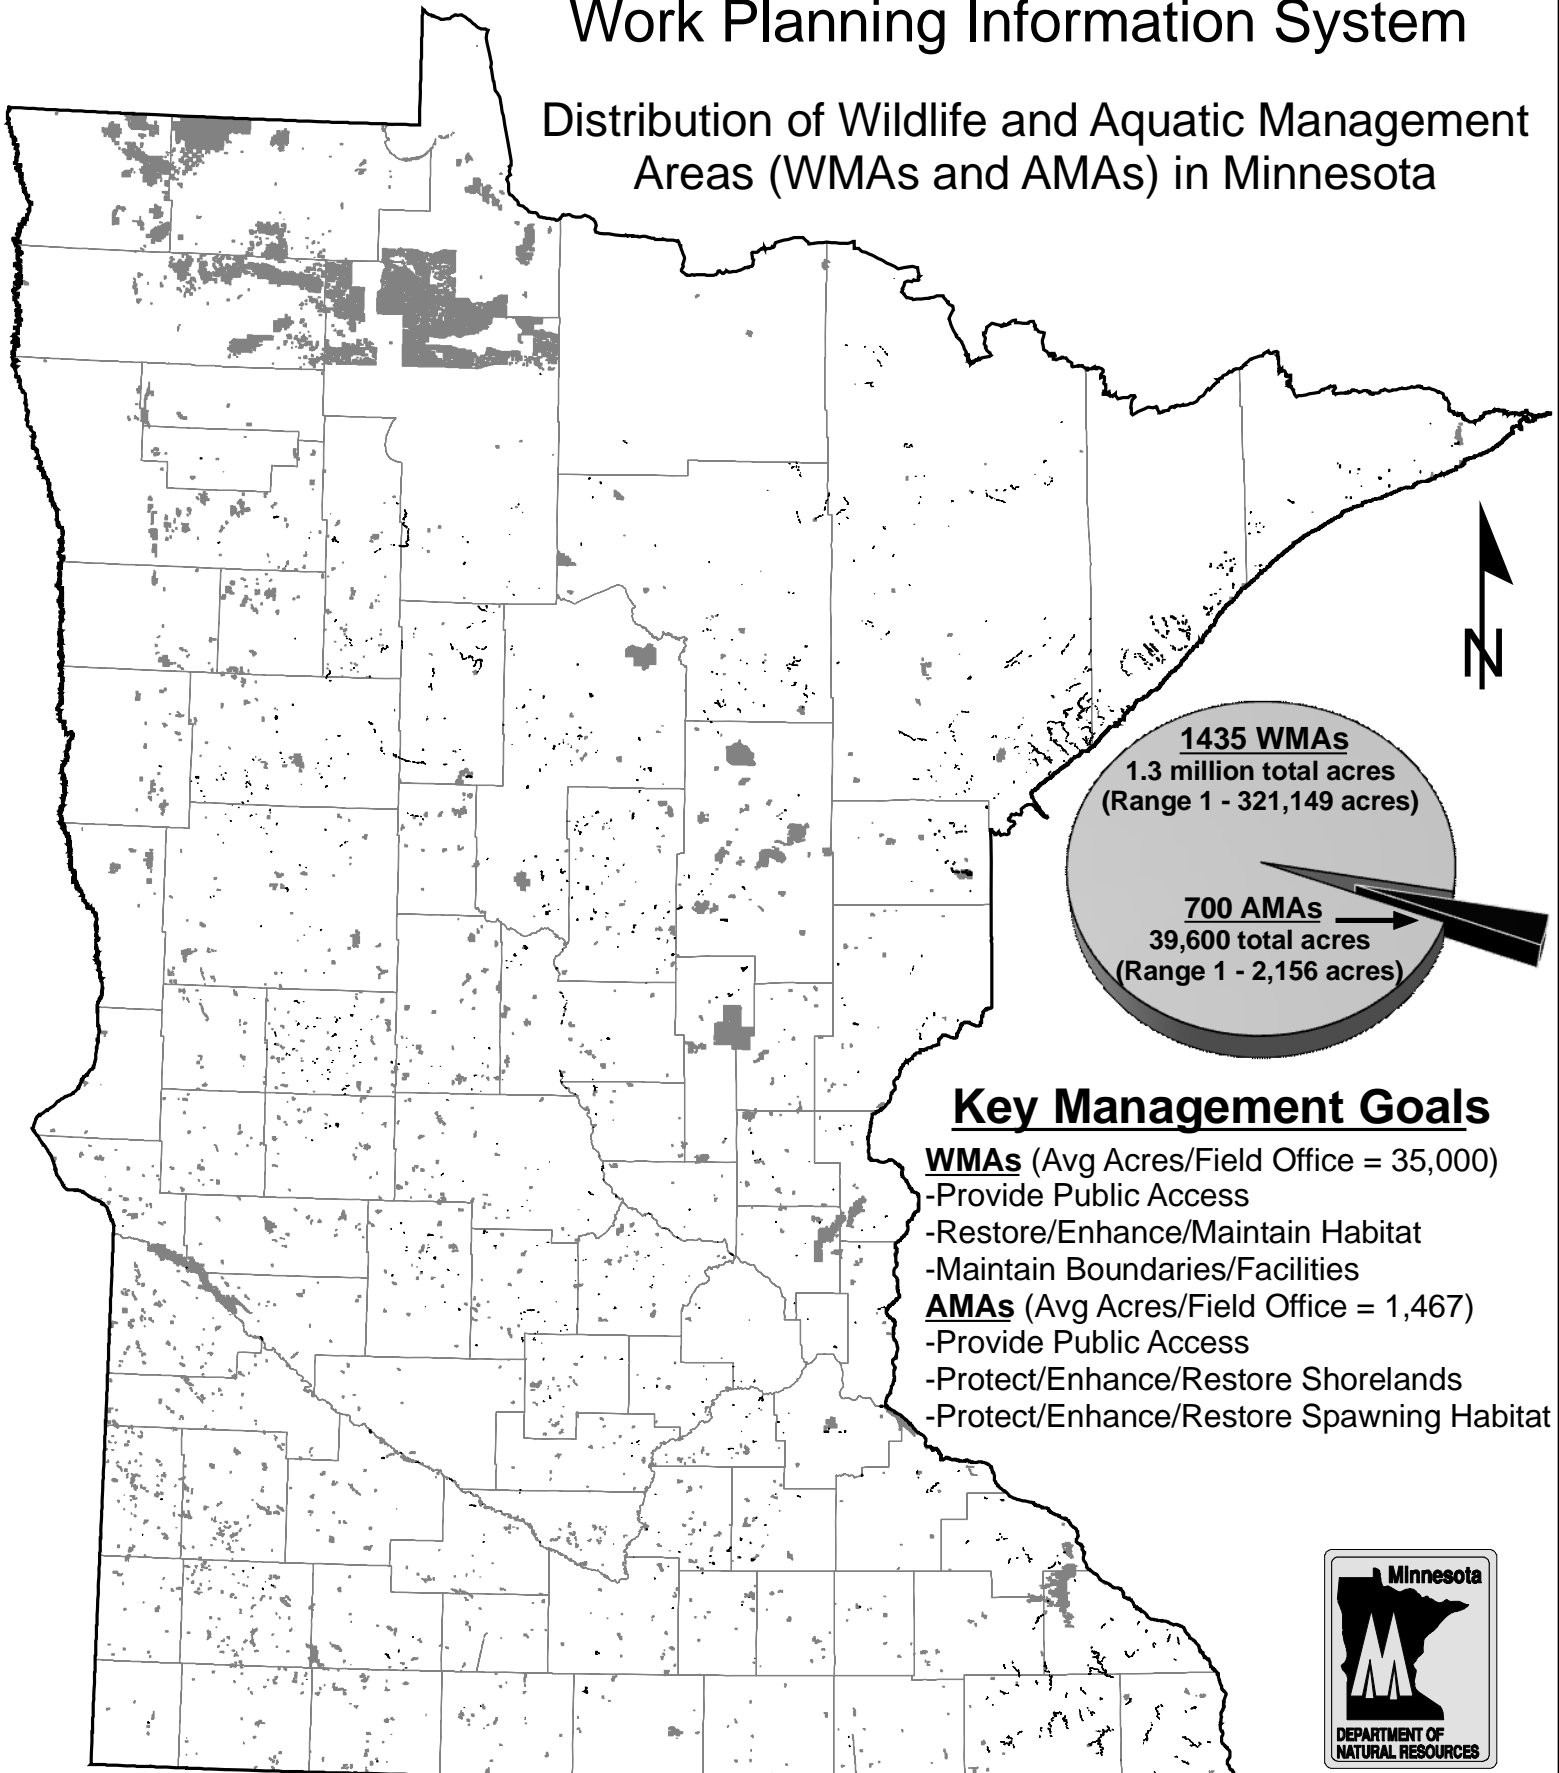 Work Planning Information System
Distribution of Wildlife and Aquatic Management
Areas (WMAs and AMAs) in Minnesota
N
1435 WMAs
1.3 million total acres
(Range 1 - 321,149 acres)
700 AMAs
39,600 total acres
(Range 1 - 2,156 acres)
Key Management Goals
WMAs (Avg Acres/Field Office = 35,000)
-Provide Public Access
-Restore/Enhance/Maintain Habitat
-Maintain Boundaries/Facilities
AMAs (Avg Acres/Field Office = 1,467)
-Provide Public Access
-Protect/Enhance/Restore Shorelands
-Protect/Enhance/Restore Spawning Habitat
Minnesota
DEPARTMENT OF
NATURAL RESOURCES